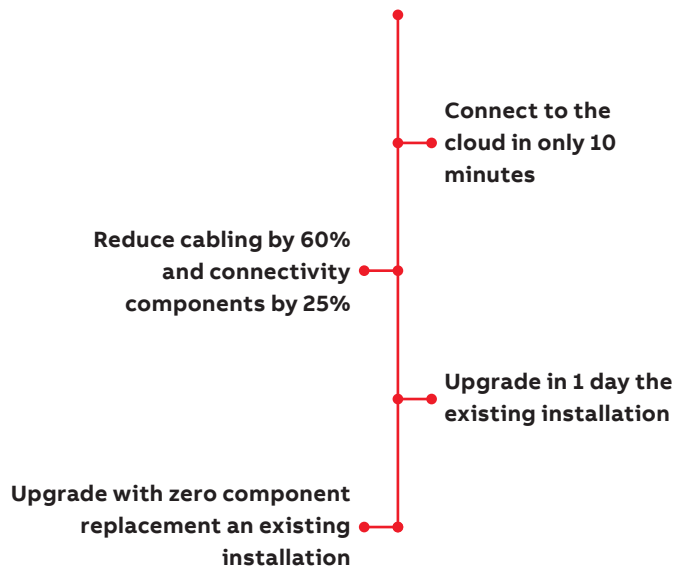 Connect to the
cloud in only 10
minutes
Reduce cabling by 60%
and connectivity
components by 25%
Upgrade in 1 day the
existing installation
Upgrade with zero component
replacement an existing
installation